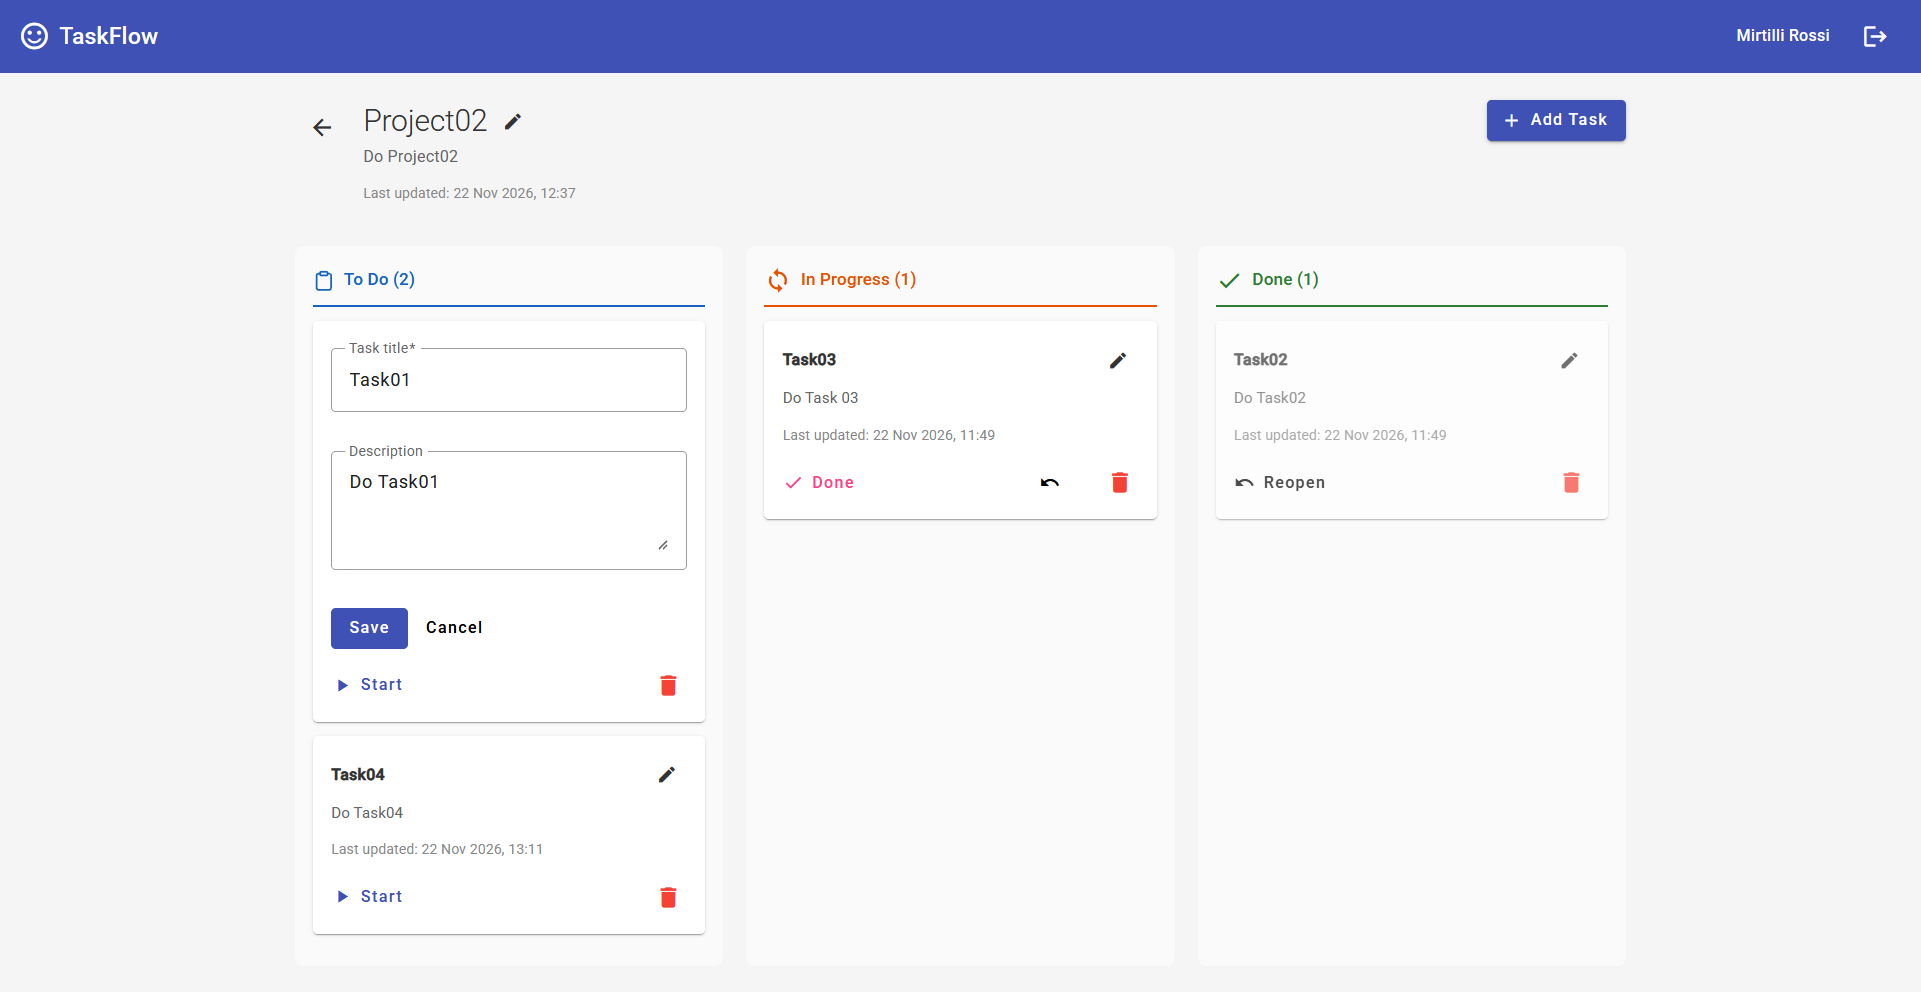 TaskFlow
Mirtilli Rossi
Project02
Do Project02
Last updated: 22 Nov 2026, 12:37
Add Task
To Do (2)
Task title*
Task01
Description
Do Task01
Save Cancel
Start
Task04
Do Task04
Last updated: 22 Nov 2026, 13:11
Start
In Progress (1)
Task03
Do Task 03
Last updated: 22 Nov 2026, 11:49
Done
Done (1)
Task02
Do Task02
Last updated: 22 Nov 2026, 11:49
Reopen